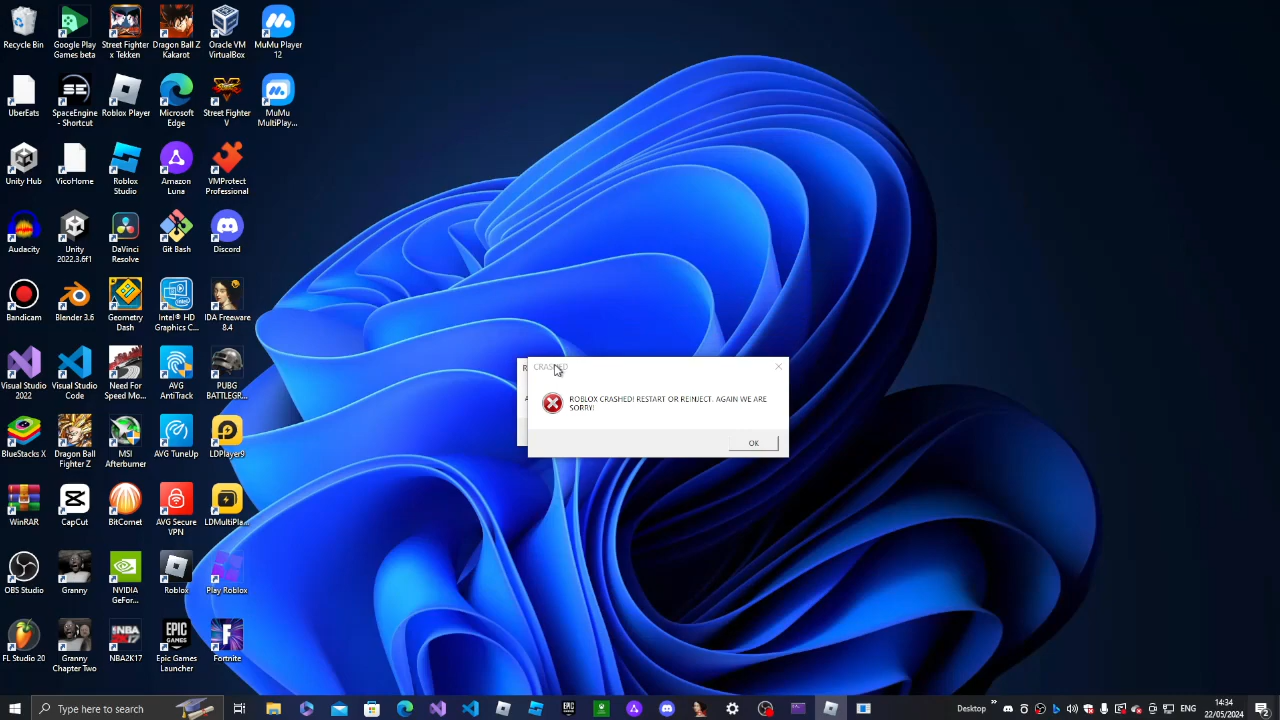 Recycle Bin
Google Play
Games beta
Street Fighter
x Tekken
Dragon Ball Z
Kakarot
Oracle VM
VirtualBox
MuMu Player
12
UberEats
SpaceEngine
- Shortcut
Roblox Player
Microsoft
Edge
Street Fighter
V
MuMu
MultiPlay...
Unity Hub
VicoHome
Roblox
Studio
Amazon
Luna
VMProtect
Professional
Audacity
Unity
2022.3.6f1
DaVinci
Resolve
Git Bash
Discord
Bandicam
Blender 3.6
Geometry
Dash
Intel® HD
Graphics C...
IDA Freeware
8.4
R
CRASHED
A
ROBLOX CRASHED! RESTART OR REINJECT. AGAIN WE ARE
SORRY!
OK
Visual Studio
2022
Visual Studio
Code
Need For
Speed Mo...
AVG
AntiTrack
PUBG
BATTLEGR...
BlueStacks X
Dragon Ball
Fighter Z
MSI
Afterburner
AVG TuneUp
LDPlayer9
WinRAR
CapCut
BitComet
AVG Secure
VPN
LDMultiPla...
OBS Studio
Granny
NVIDIA
GeFor...
Roblox
Play Roblox
FL Studio 20
Granny
Chapter Two
NBA2K17
Epic Games
Launcher
Fortnite
Type here to search
Desktop
ENG
14:34
22/05/2024
2